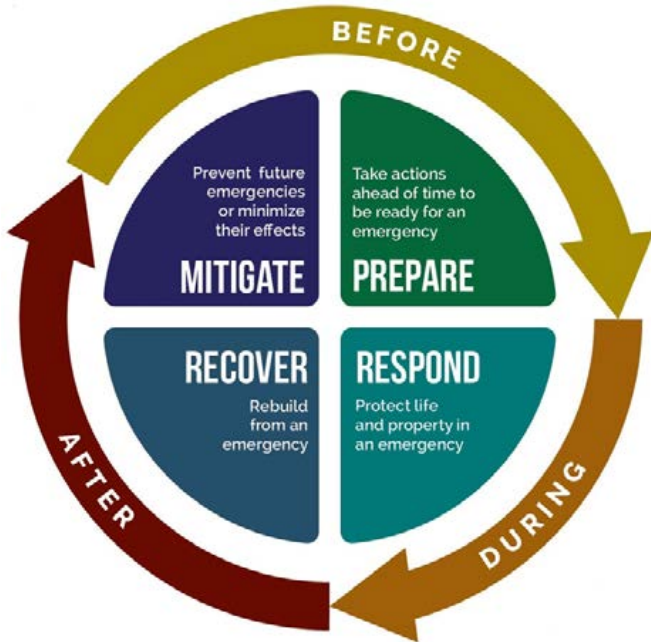 BEFORE
Prevent future
emergencies
or minimize
their effects
MITIGATE
Take actions
ahead of time to
be ready for an
emergency
PREPARE
RECOVER
Rebuild
from an
emergency
RESPOND
Protect life
and property in
an emergency
AFTER
DURING